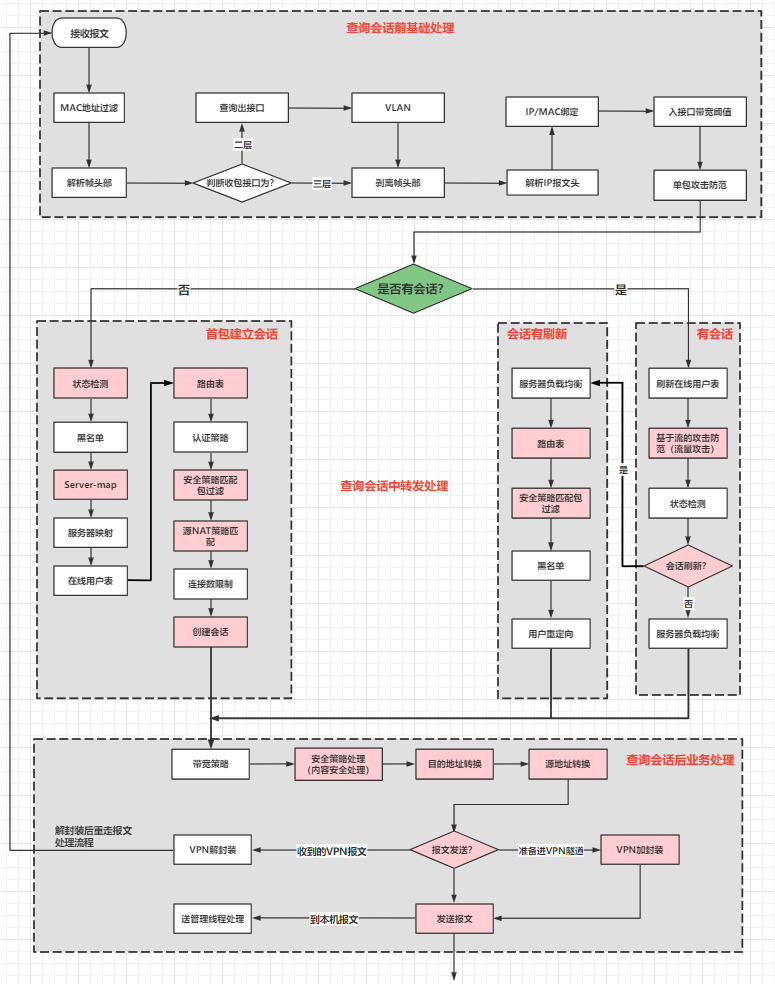 查询会话前基础处理
接收报文
MAC地址过滤
查询出接口
VLAN
IP/MAC绑定
入接口带宽阈值
二层
解析帧头部
判断收包接口为?
三层
剥离帧头部
解析IP报文头
单包攻击防范
是否有会话?
否
是
首包建立会话
会话有刷新
有会话
状态检测
路由表
服务器负载均衡
刷新在线用户表
黑名单
认证策略
路由表
基于流的攻击防
范（流量攻击）
是
Server-map
安全策略匹配
包过滤
查询会话中转发处理
安全策略匹配包
过滤
状态检测
服务器映射
源NAT策略匹
配
黑名单
会话刷新?
在线用户表
连接数限制
否
创建会话
用户重定向
服务器负载均衡
查询会话后业务处理
带宽策略
安全策略处理
（内容安全处理）
目的地址转换
源地址转换
解封装后重走报文
处理流程
VPN解封装
收到的VPN报文
报文发送?
准备进VPN隧道
VPN加封装
送管理线程处理
到本机报文
发送报文